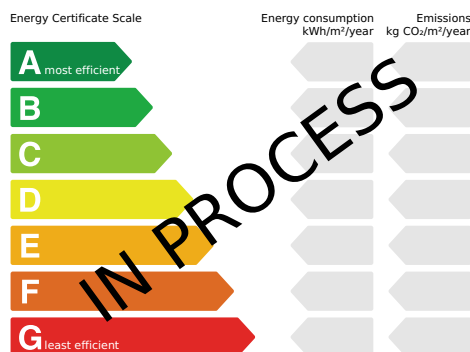 Energy Certificate Scale
Energy consumption
kWh/m²/year
Emissions
kg CO₂/m²/year
A most efficient
B
C
D
E
F
G least efficient
IN PROCESS